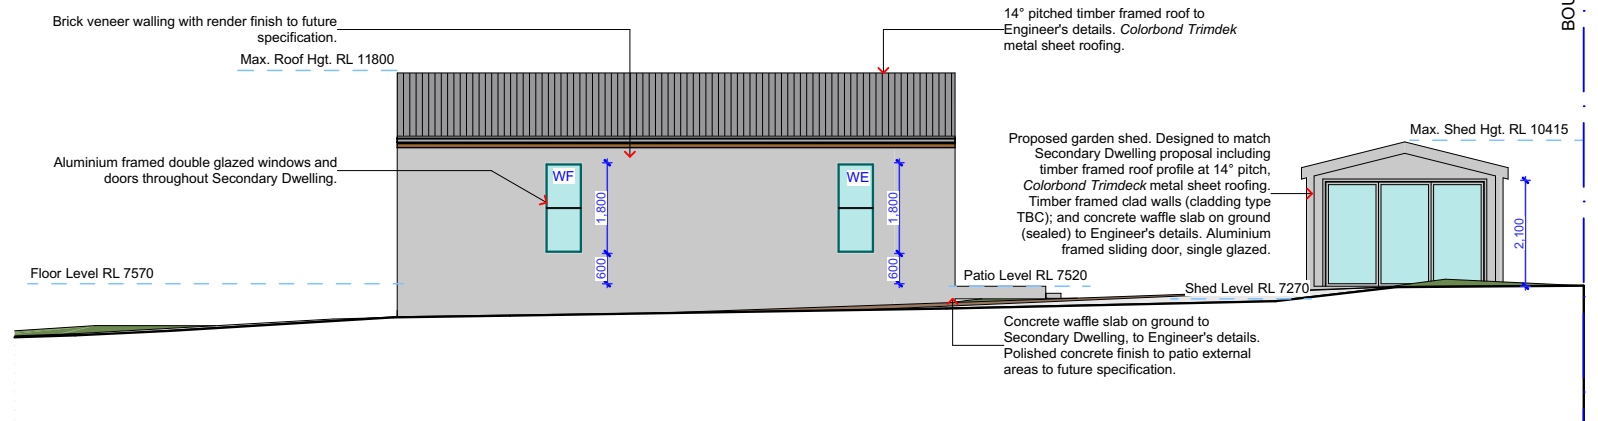 Brick veneer walling with render finish to future
specification.
Max. Roof Hgt. RL 11800
14° pitched timber framed roof to
Engineer's details. Colorbond Trimdek
metal sheet roofing.
BOU
Max. Shed Hgt. RL 10415
Proposed garden shed. Designed to match
Secondary Dwelling proposal including
timber framed roof profile at 14° pitch,
Colorbond Trimdeck metal sheet roofing.
Timber framed clad walls (cladding type
TBC); and concrete waffle slab on ground
(sealed) to Engineer's details. Aluminium
framed sliding door, single glazed.
Aluminium framed double glazed windows and
doors throughout Secondary Dwelling.
WF
1,800
600
WE
1,800
600
2,100
Floor Level RL 7570
Patio Level RL 7520
Shed Level RL 7270
Concrete waffle slab on ground to
Secondary Dwelling, to Engineer's details.
Polished concrete finish to patio external
areas to future specification.